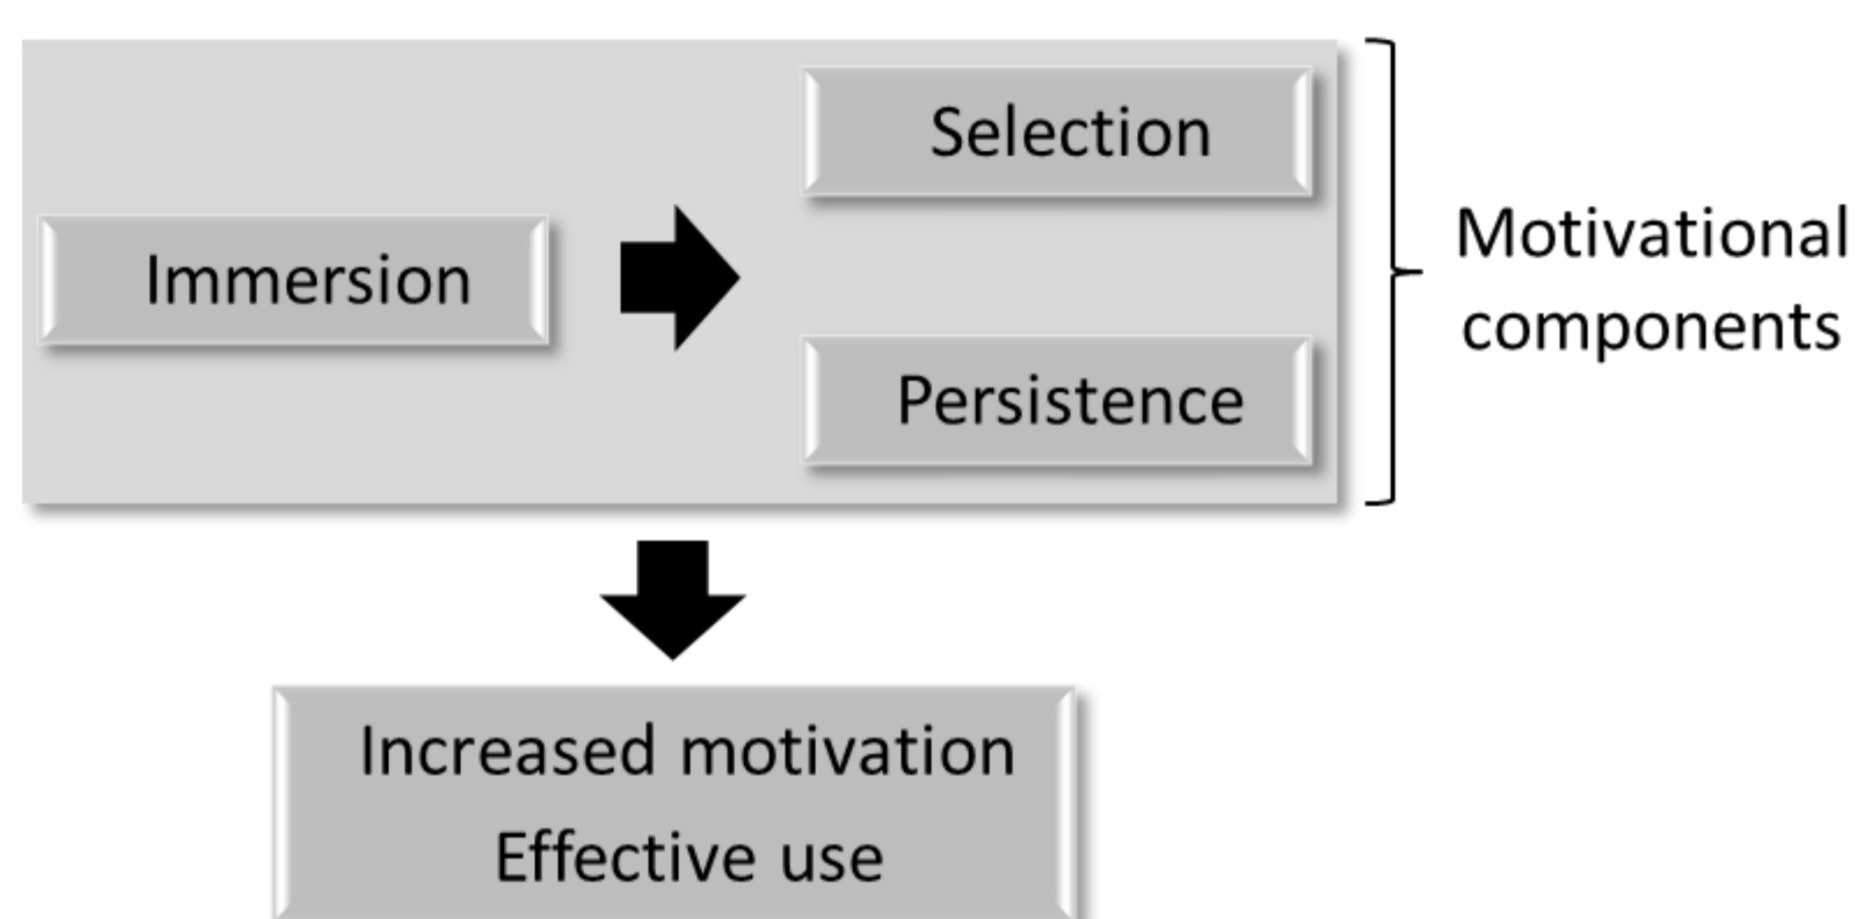 Selection
Immersion
Persistence
Motivational
components
Increased motivation
Effective use